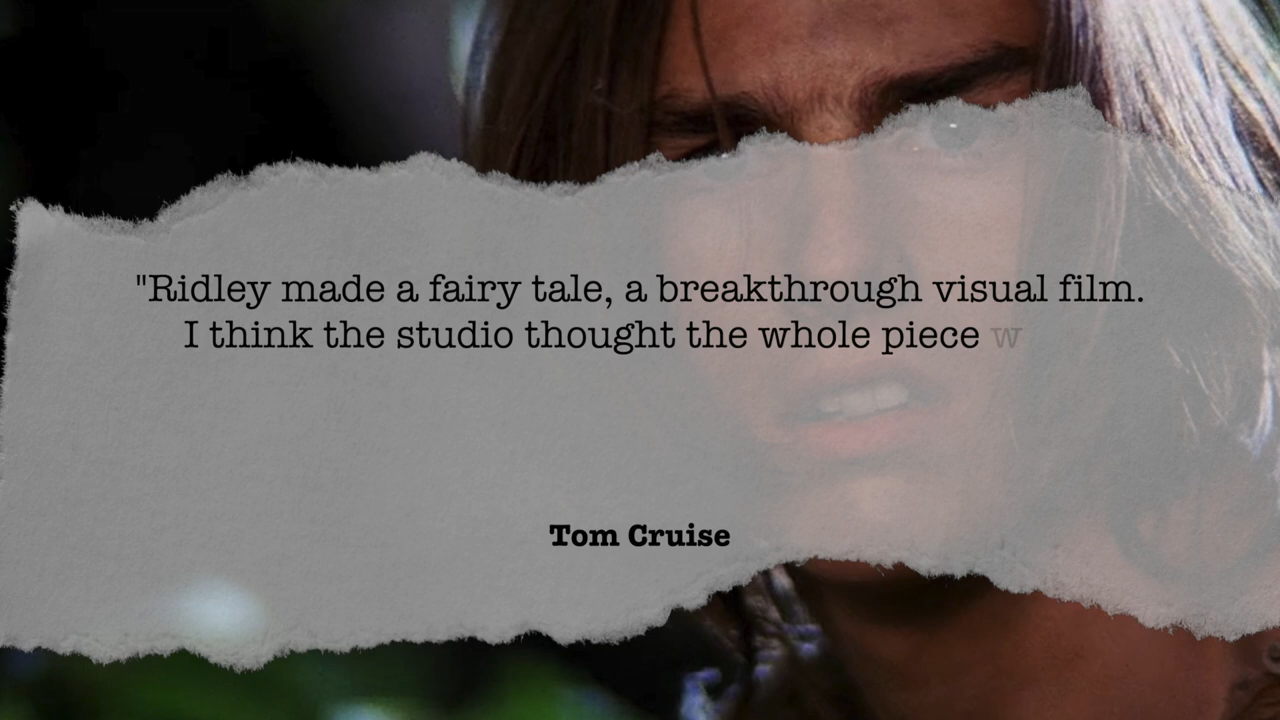 "Ridley made a fairy tale, a breakthrough visual film.
I think the studio thought the whole piece w
Tom Cruise